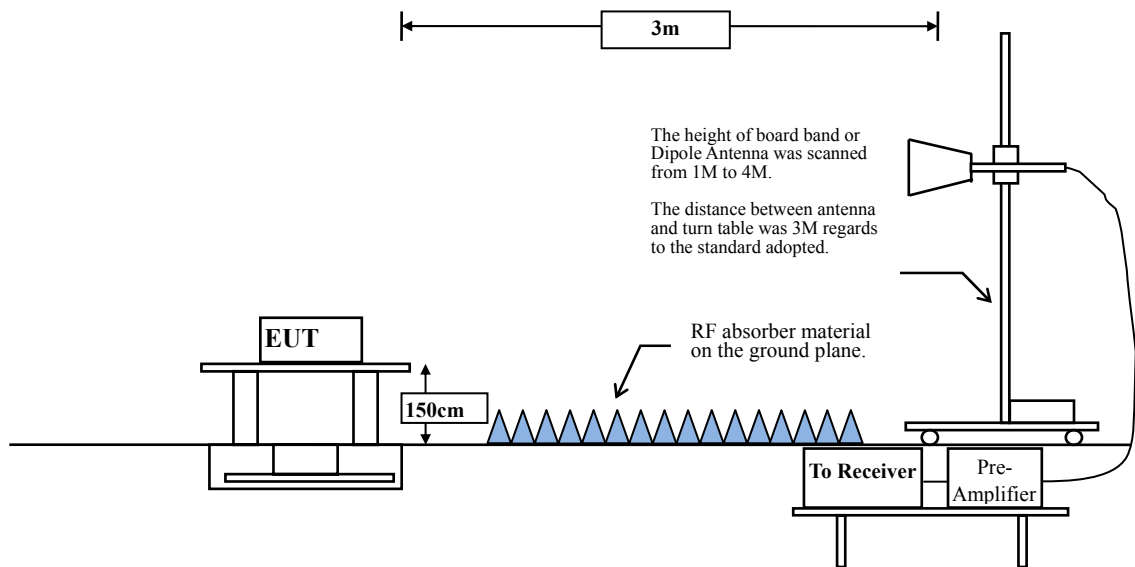 3m
The height of board band or
Dipole Antenna was scanned
from 1M to 4M.
The distance between antenna
and turn table was 3M regards
to the standard adopted.
EUT
RF absorber material
on the ground plane.
150cm
To Receiver
Pre-
Amplifier